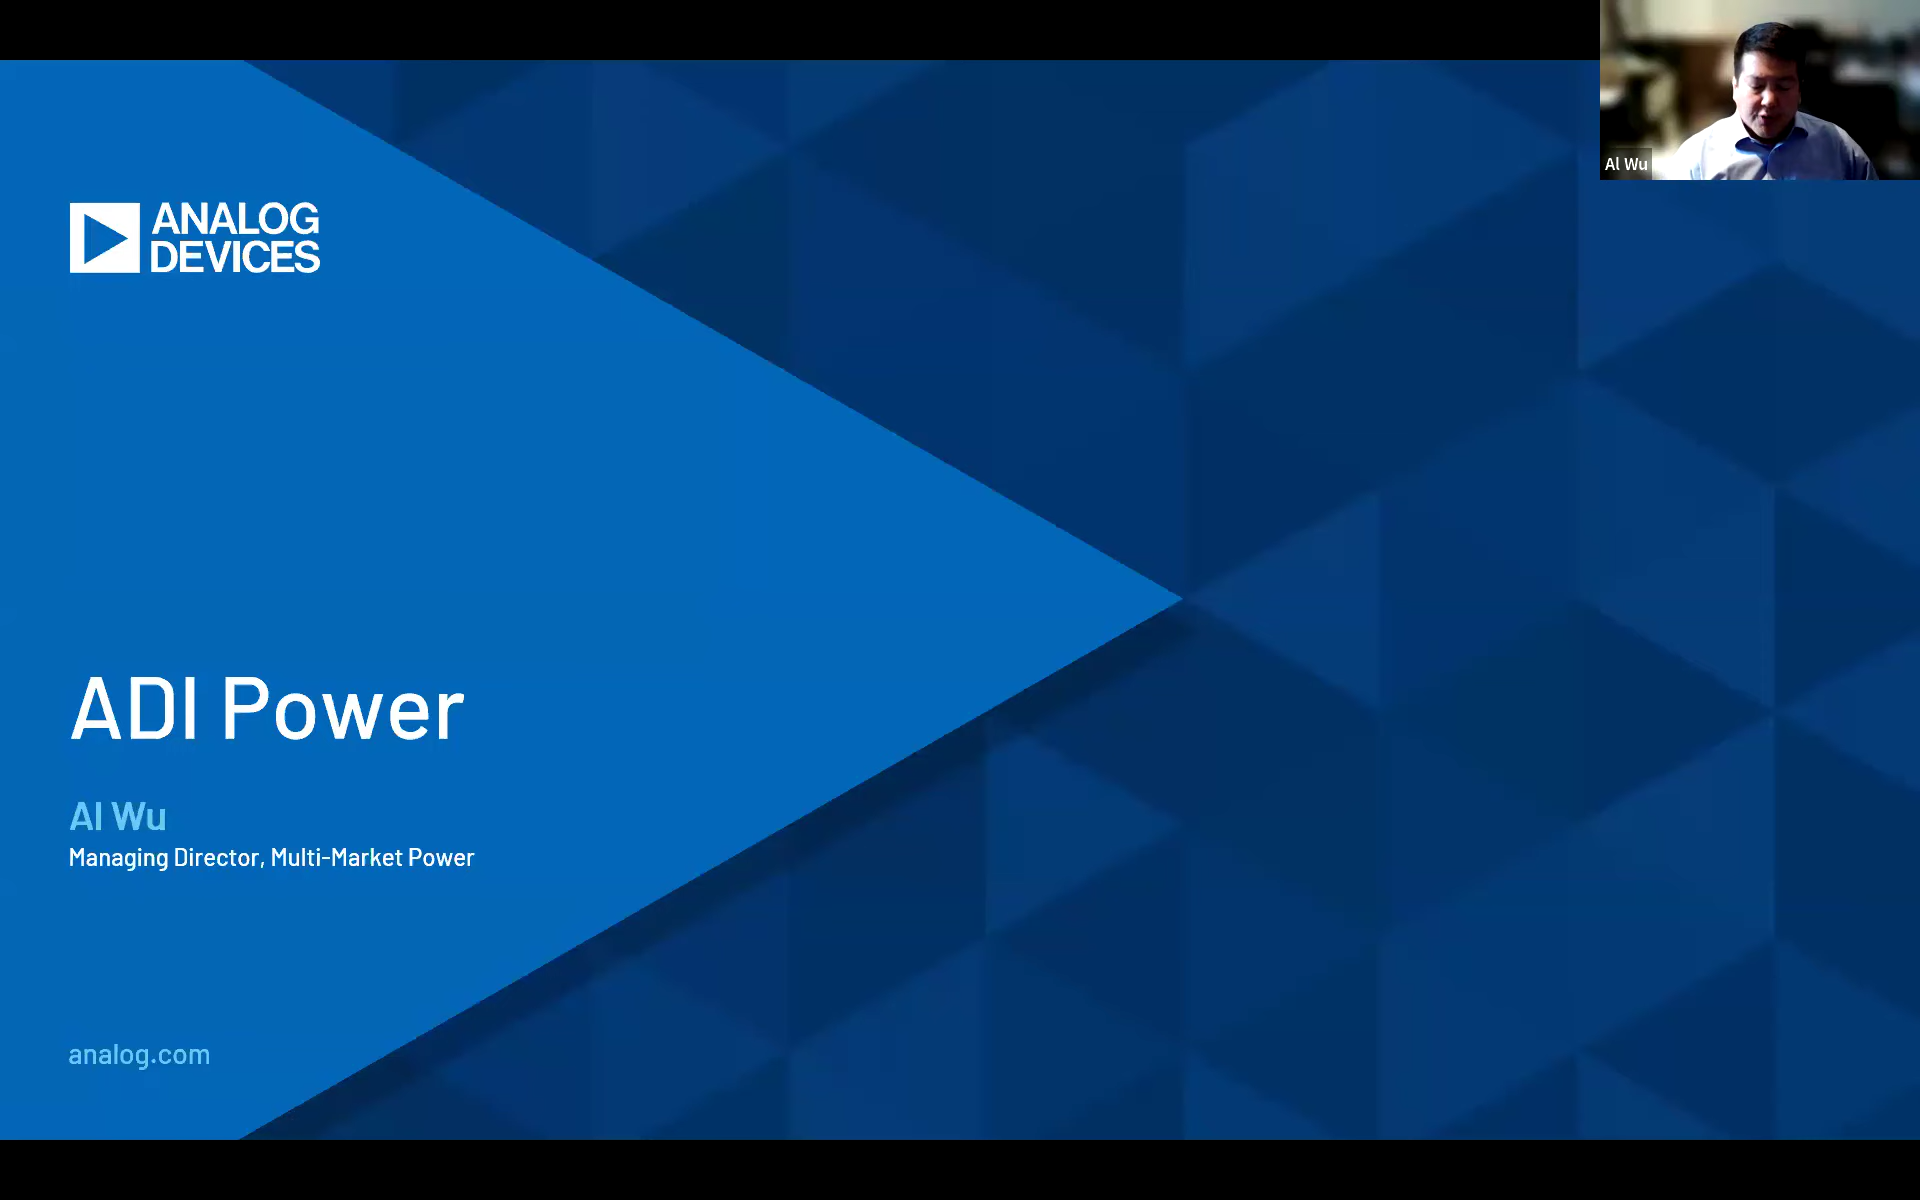 Al Wu
ANALOG
DEVICES
ADI Power
Al Wu
Managing Director, Multi-Market Power
analog.com